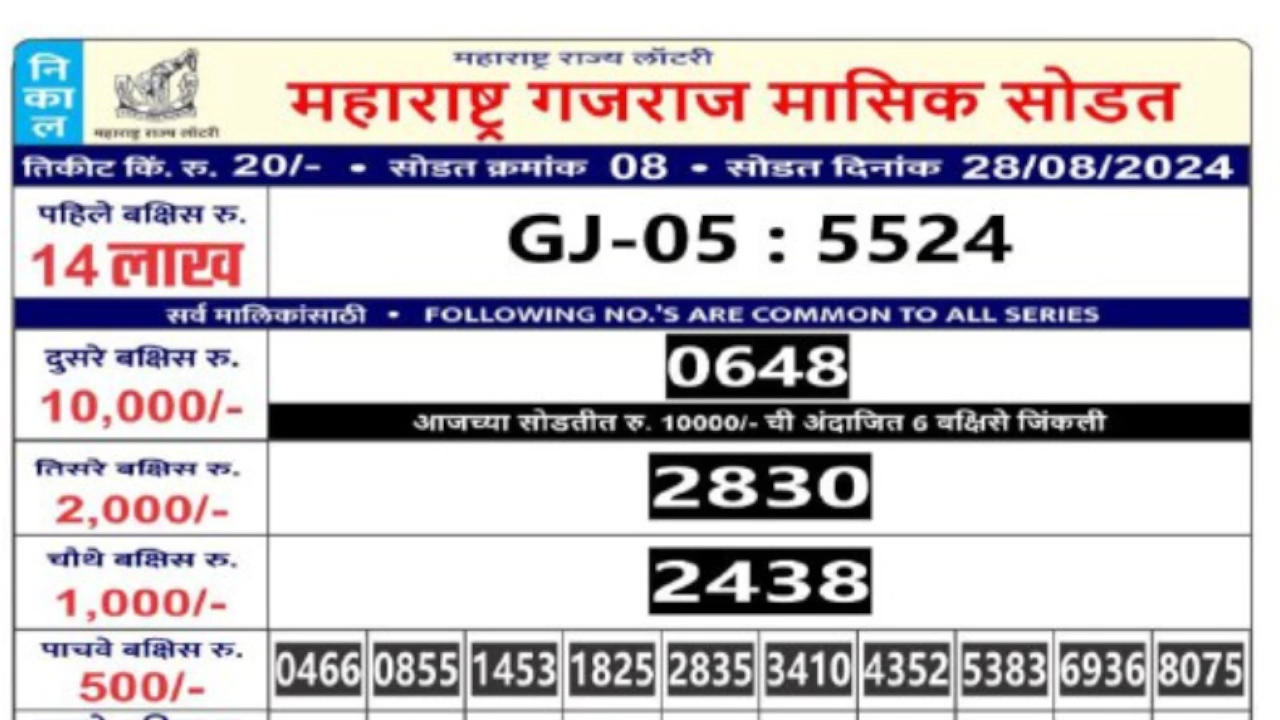 नि
का
ल
महाराष्ट्र राज्य लॉटरी
महाराष्ट्र राज्य लॉटरी
महाराष्ट्र गजराज मासिक सोडत
तिकीट किं. रु. 20/- • सोडत क्रमांक 08 • सोडत दिनांक 28/08/2024
पहिले बक्षिस रु.
14 लाख
GJ-05 : 5524
सर्व मालिकांसाठी • FOLLOWING NO.'S ARE COMMON TO ALL SERIES
दुसरे बक्षिस रु.
10,000/-
0648
आजच्या सोडतीत रु. 10000/- ची अंदाजित 6 बक्षिसे जिंकली
तिसरे बक्षिस रु.
2,000/-
2830
चौथे बक्षिस रु.
1,000/-
2438
पाचवे बक्षिस रु.
500/-
0466 0855 1453 1825 2835 3410 4352 5383 6936 8075